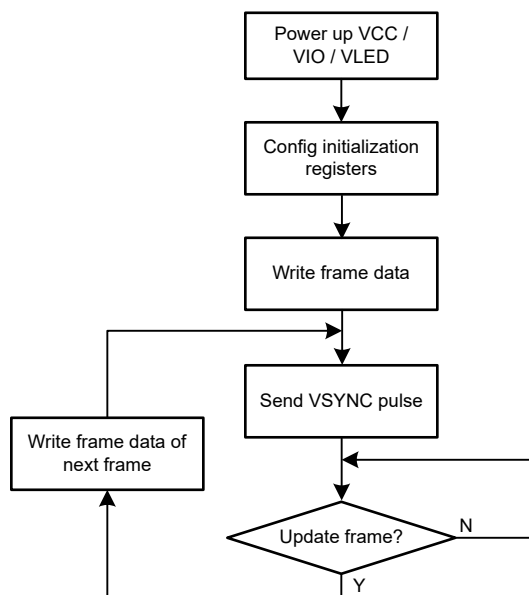 Power up VCC /
VIO / VLED
Config initialization
registers
Write frame data
Send VSYNC pulse
Write frame data of
next frame
Update frame?
N
Y